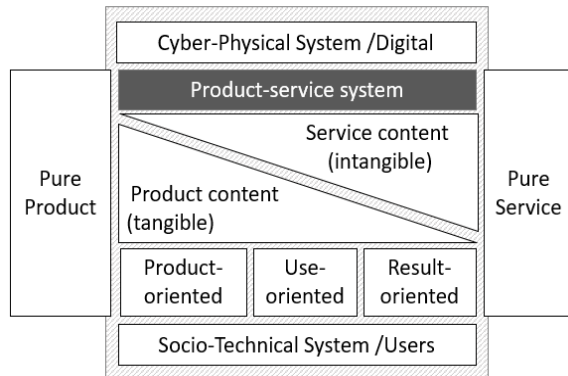 Cyber-Physical System /Digital
Product-service system
Service content
(intangible)
Pure
Product
Product content
(tangible)
Pure
Service
Product-
oriented
Use-
oriented
Result-
oriented
Socio-Technical System /Users